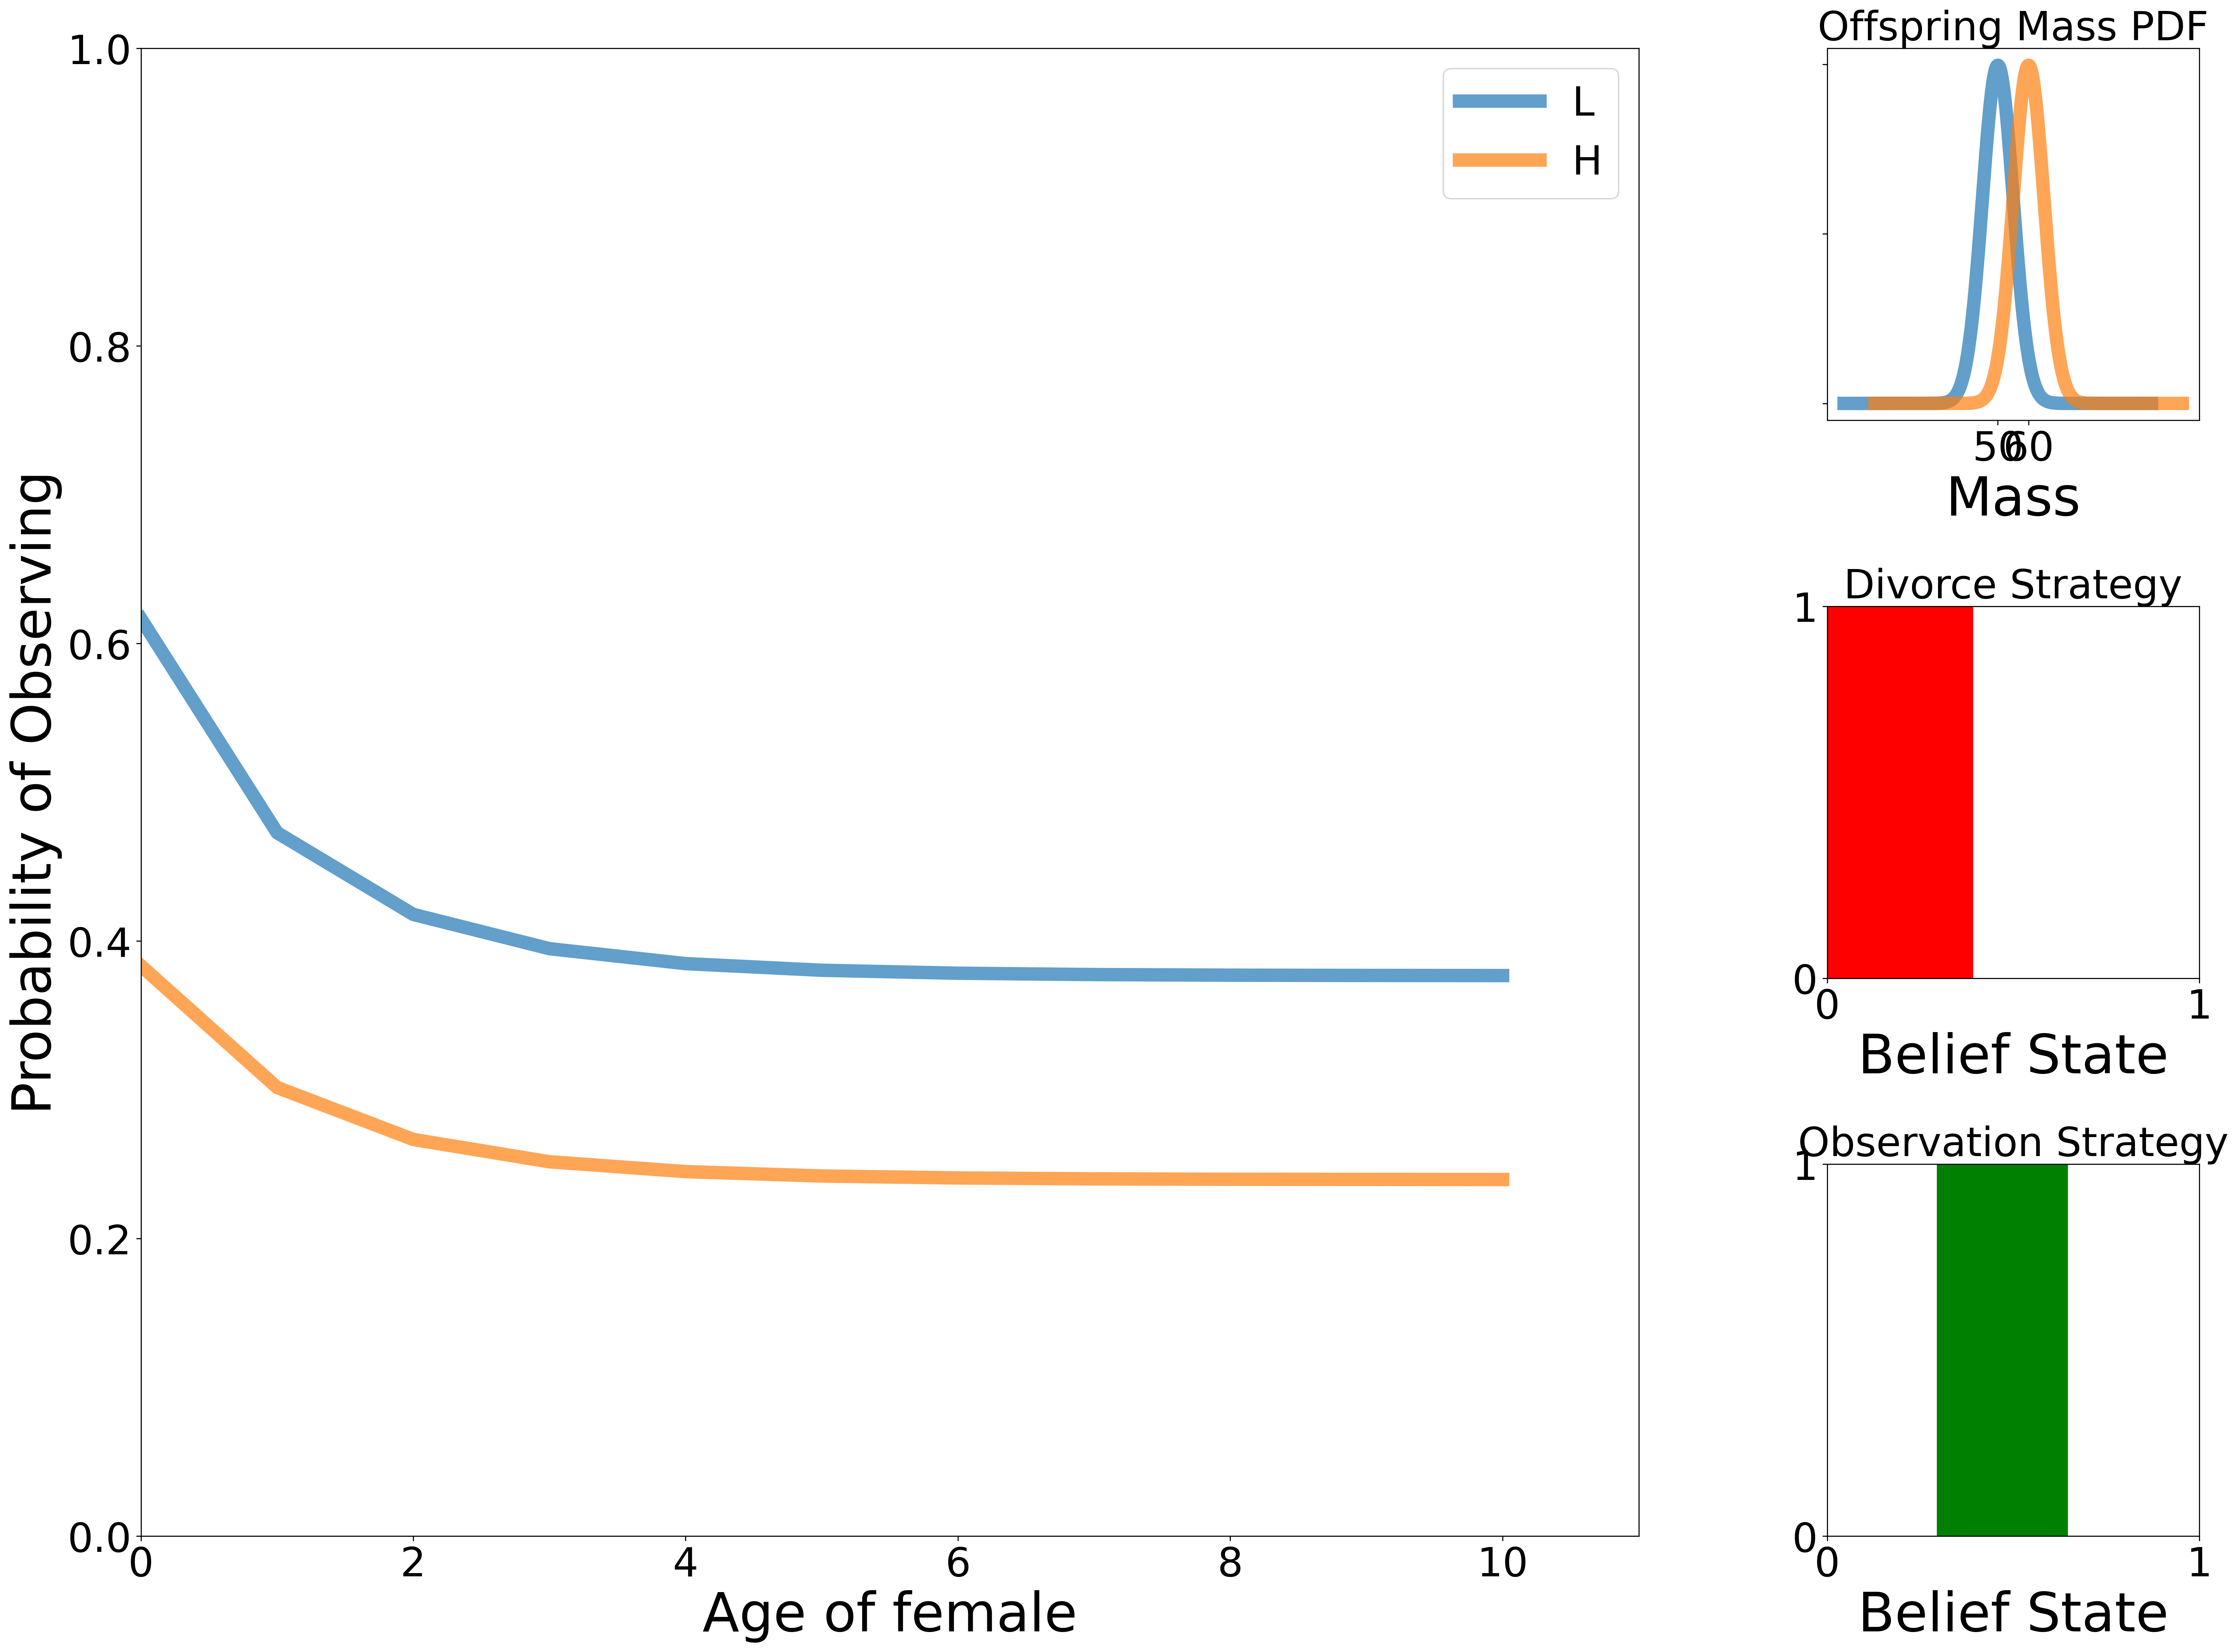 Probability of Observing
1.0
0.8
0.6
0.4
0.2
0.0
0 2 4 6 8 10
Age of female
L
H
Offspring Mass PDF
50 60
Mass
Divorce Strategy
1
0
0 1
Belief State
Observation Strategy
1
0
0 1
Belief State